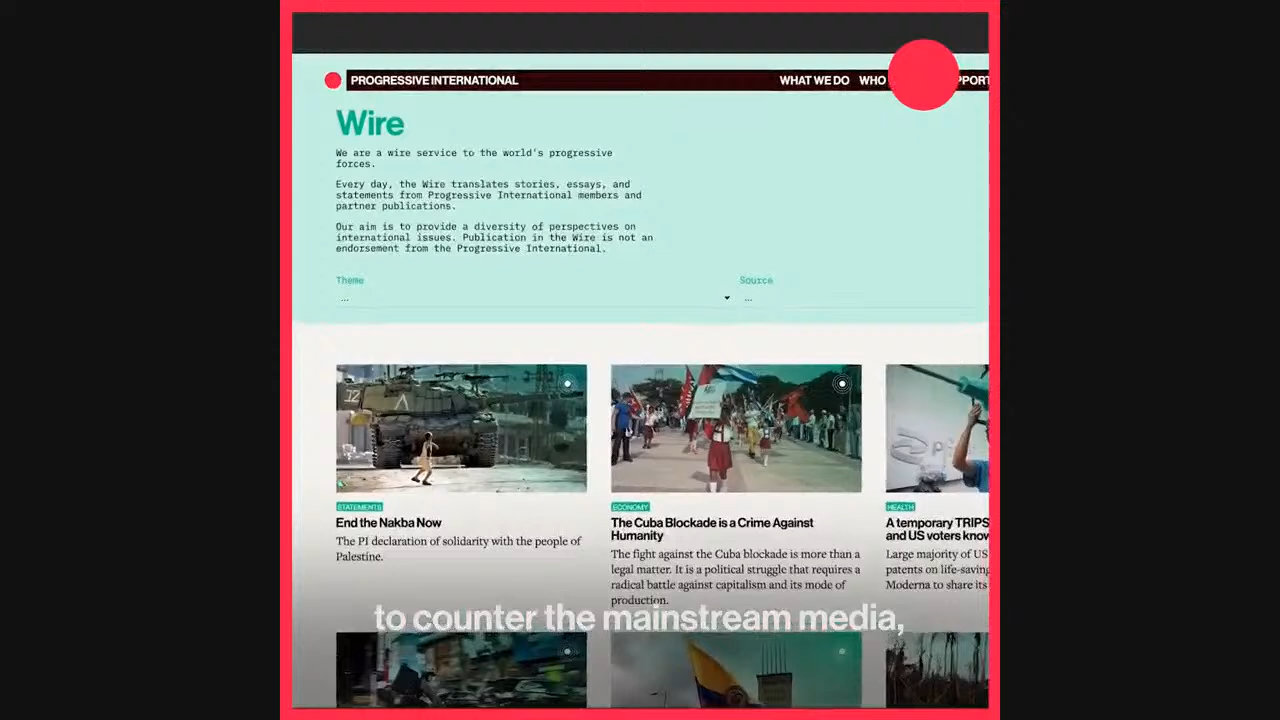 PROGRESSIVE INTERNATIONAL
WHAT WE DO WHO
Wire
We are a wire service to the world's progressive
forces.
Every day, the Wire translates stories, essays, and
statements from Progressive International members and
partner publications.
Our aim is to provide a diversity of perspectives on
international issues. Publication in the Wire is not an
endorsement from the Progressive International.
Theme
...
Source
...
12
STATEMENTS
End the Nakba Now
The PI declaration of solidarity with the people of
Palestine.
ECONOMY
The Cuba Blockade is a Crime Against
Humanity
The fight against the Cuba blockade is more than a
legal matter. It is a political struggle that requires a
radical battle against capitalism and its mode of
production.
HEALTH
A temporary TRIPS
and US voters know
Large majority of US
patents on life-saving
Moderna to share its
to counter the mainstream media,